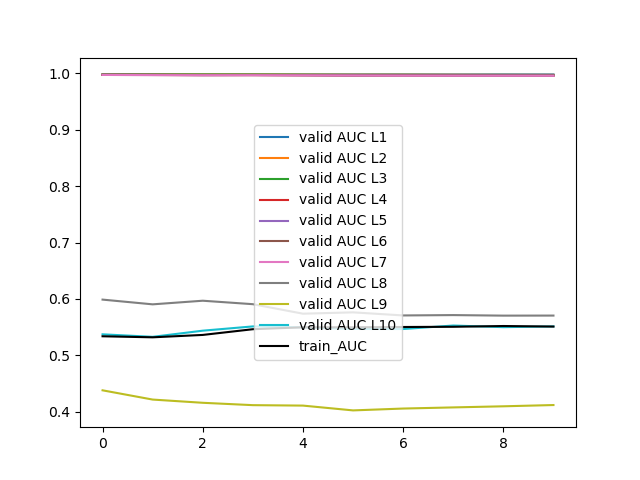 1.0
0.9
0.8
0.7
0.6
0.5
0.4
valid AUC L1
valid AUC L2
valid AUC L3
valid AUC L4
valid AUC L5
valid AUC L6
valid AUC L7
valid AUC L8
valid AUC L9
valid AUC L10
train_AUC
0 2 4 6 8